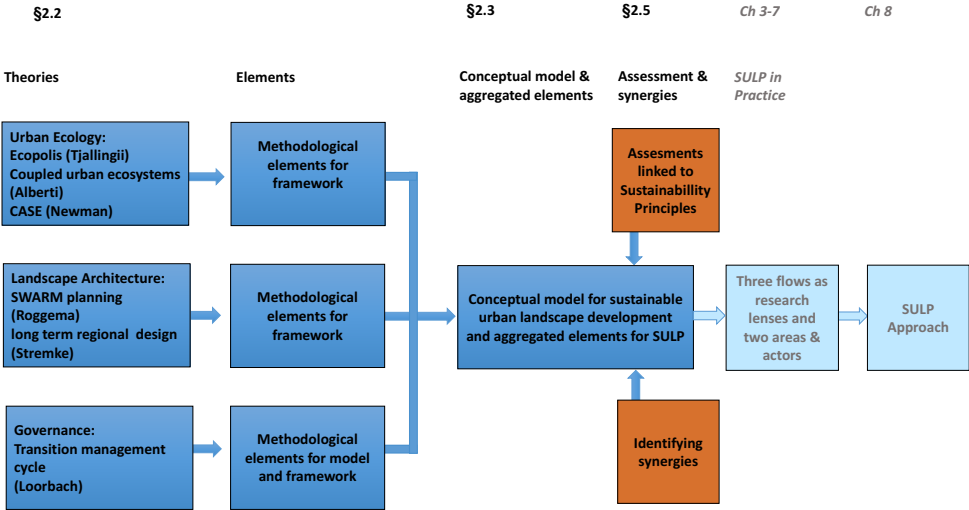 §2.2
§2.3
§2.5
Ch 3-7
Ch 8
Theories
Elements
Conceptual model &
aggregated elements
Assessment &
synergies
SULP in
Practice
Urban Ecology:
Ecopolis (Tjallingii)
Coupled urban ecosystems
(Alberti)
CASE (Newman)
Methodological
elements for
framework
Assesments
linked to
Sustainabillity
Principles
Landscape Architecture:
SWARM planning
(Roggema)
long term regional  design
(Stremke)
Methodological
elements for
framework
Conceptual model for sustainable
urban landscape development
and aggregated elements for SULP
Three flows as
research
lenses and
two areas &
actors
SULP
Approach
Governance:
Transition management
cycle
(Loorbach)
Methodological
elements for model
and framework
Identifying
synergies